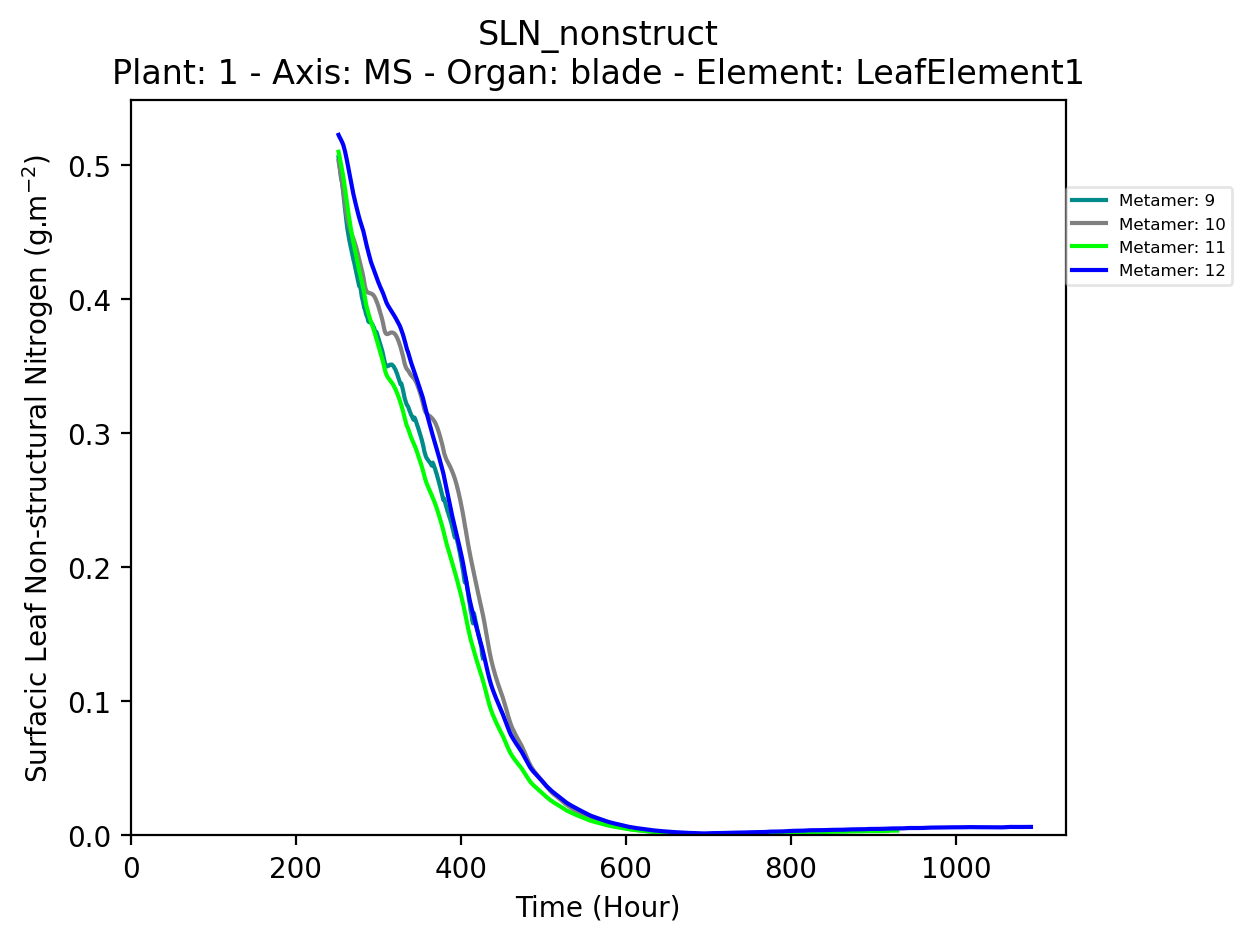 SLN_nonstruct
Plant: 1 - Axis: MS - Organ: blade - Element: LeafElement1
Surfacic Leaf Non-structural Nitrogen (g.m⁻²)
0.5
0.4
0.3
0.2
0.1
0.0
0 200 400 600 800 1000
Time (Hour)
Metamer: 9
Metamer: 10
Metamer: 11
Metamer: 12